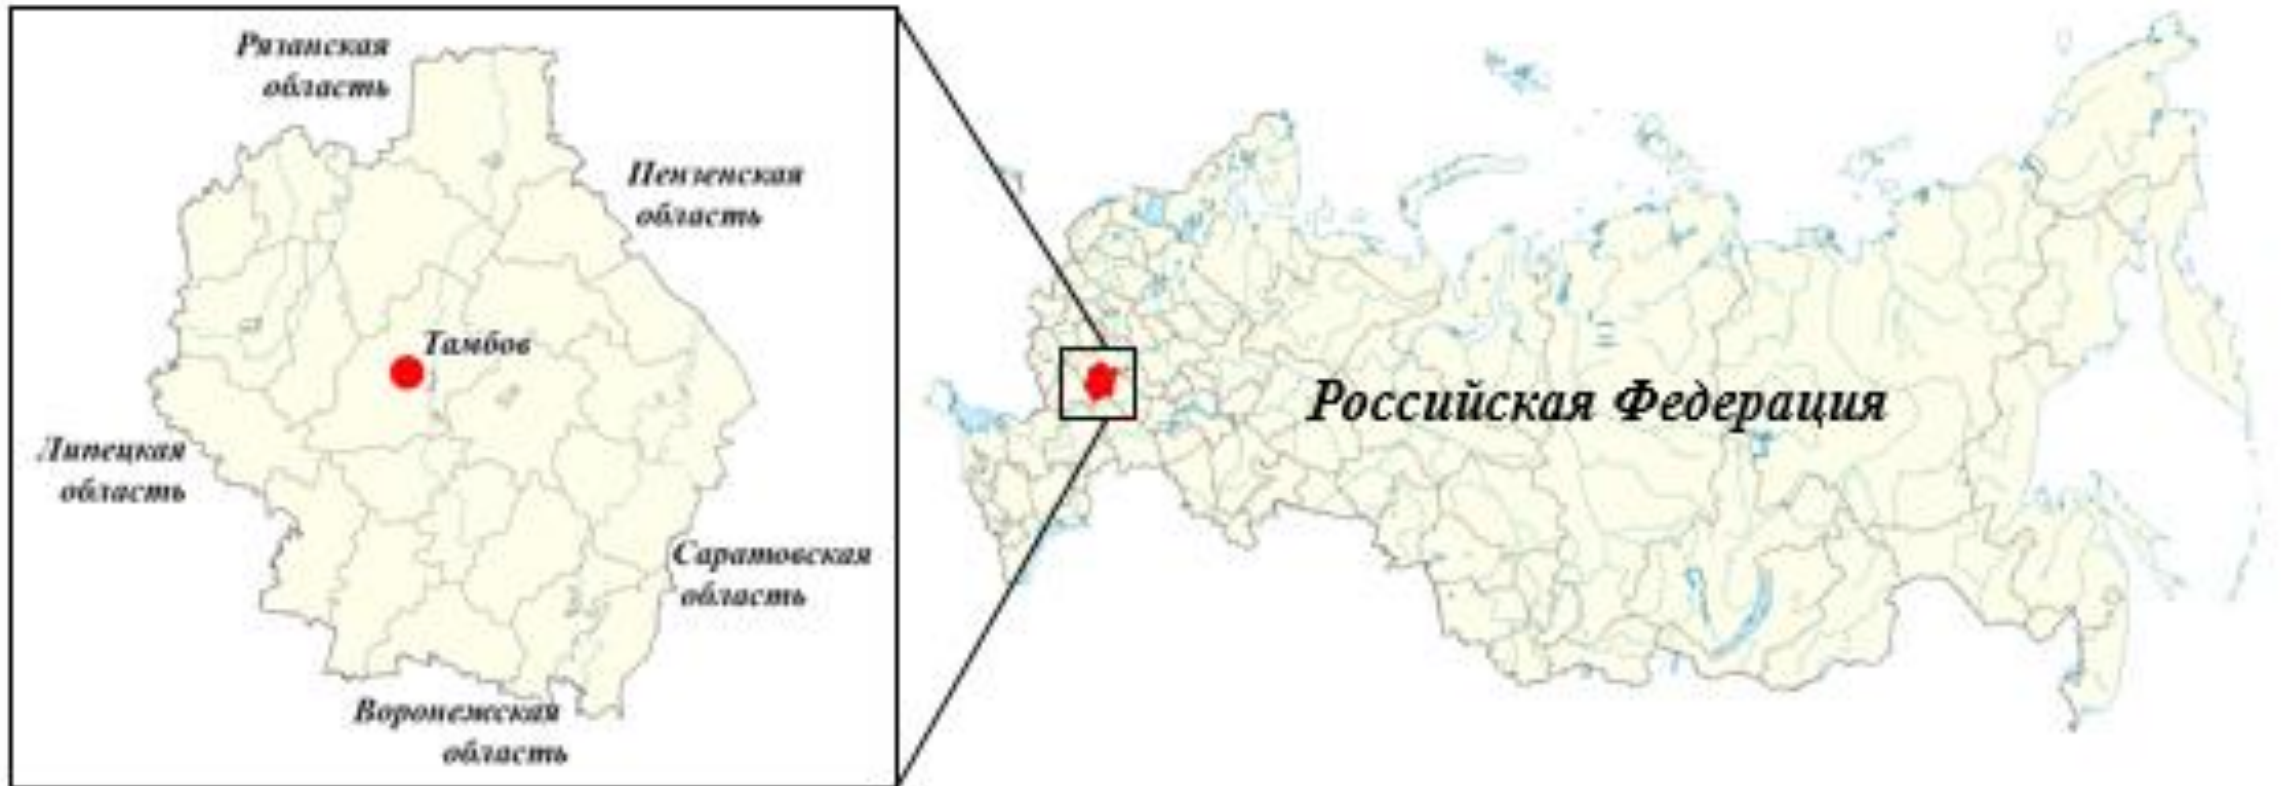 Рязанская
область
Пензенская
область
Тамбов
Липецкая
область
Саратовская
область
Воронежская
область
Российская Федерация